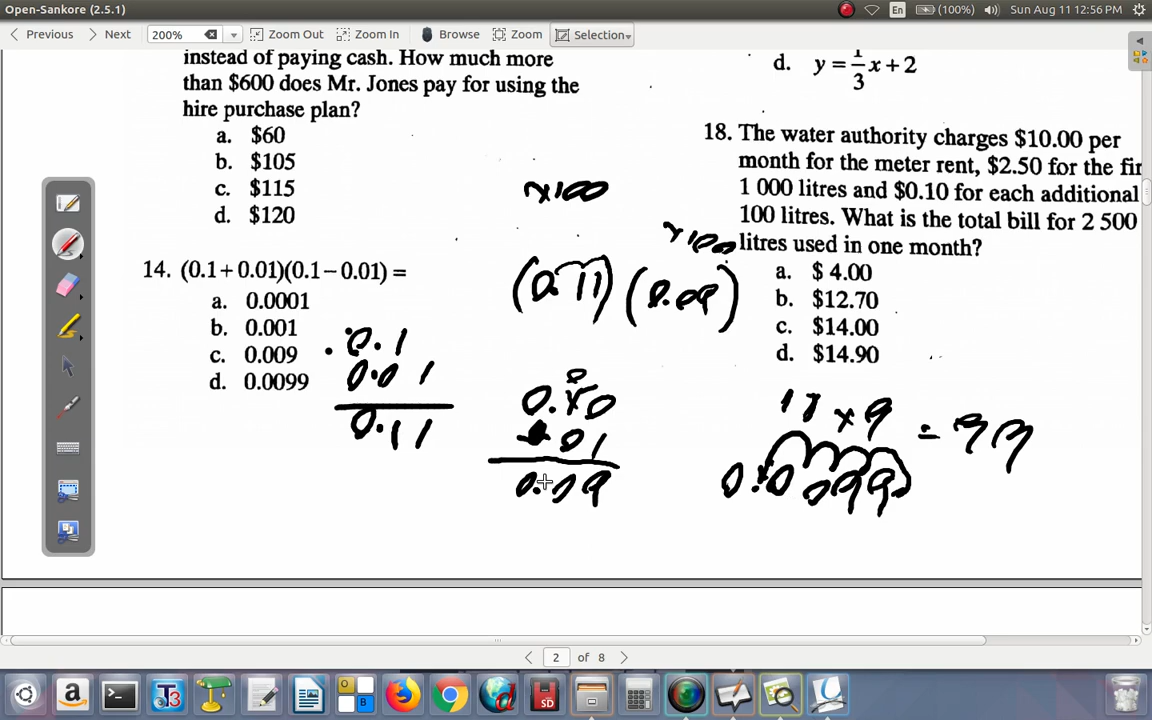 Open-Sankore (2.5.1)
En (100%) Sun Aug 11 12:56 PM
Previous Next 200% Zoom Out Zoom In Browse Zoom Selection
instead of paying cash. How much more
than $600 does Mr. Jones pay for using the
hire purchase plan?
a. $60
b. $105
c. $115
d. $120
14. (0.1 + 0.01)(0.1 − 0.01) =
a. 0.0001
b. 0.001
c. 0.009
d. 0.0099
0.1
0.01
0.11
×100
×100
(0.11) (0.09)
0
0.10
0.01
0.09
d. y = 1/3 x + 2
18. The water authority charges $10.00 per
month for the meter rent, $2.50 for the fir
1 000 litres and $0.10 for each additional
100 litres. What is the total bill for 2 500
litres used in one month?
a. $ 4.00
b. $12.70
c. $14.00
d. $14.90
11 × 9 = 99
2 of 8
SD